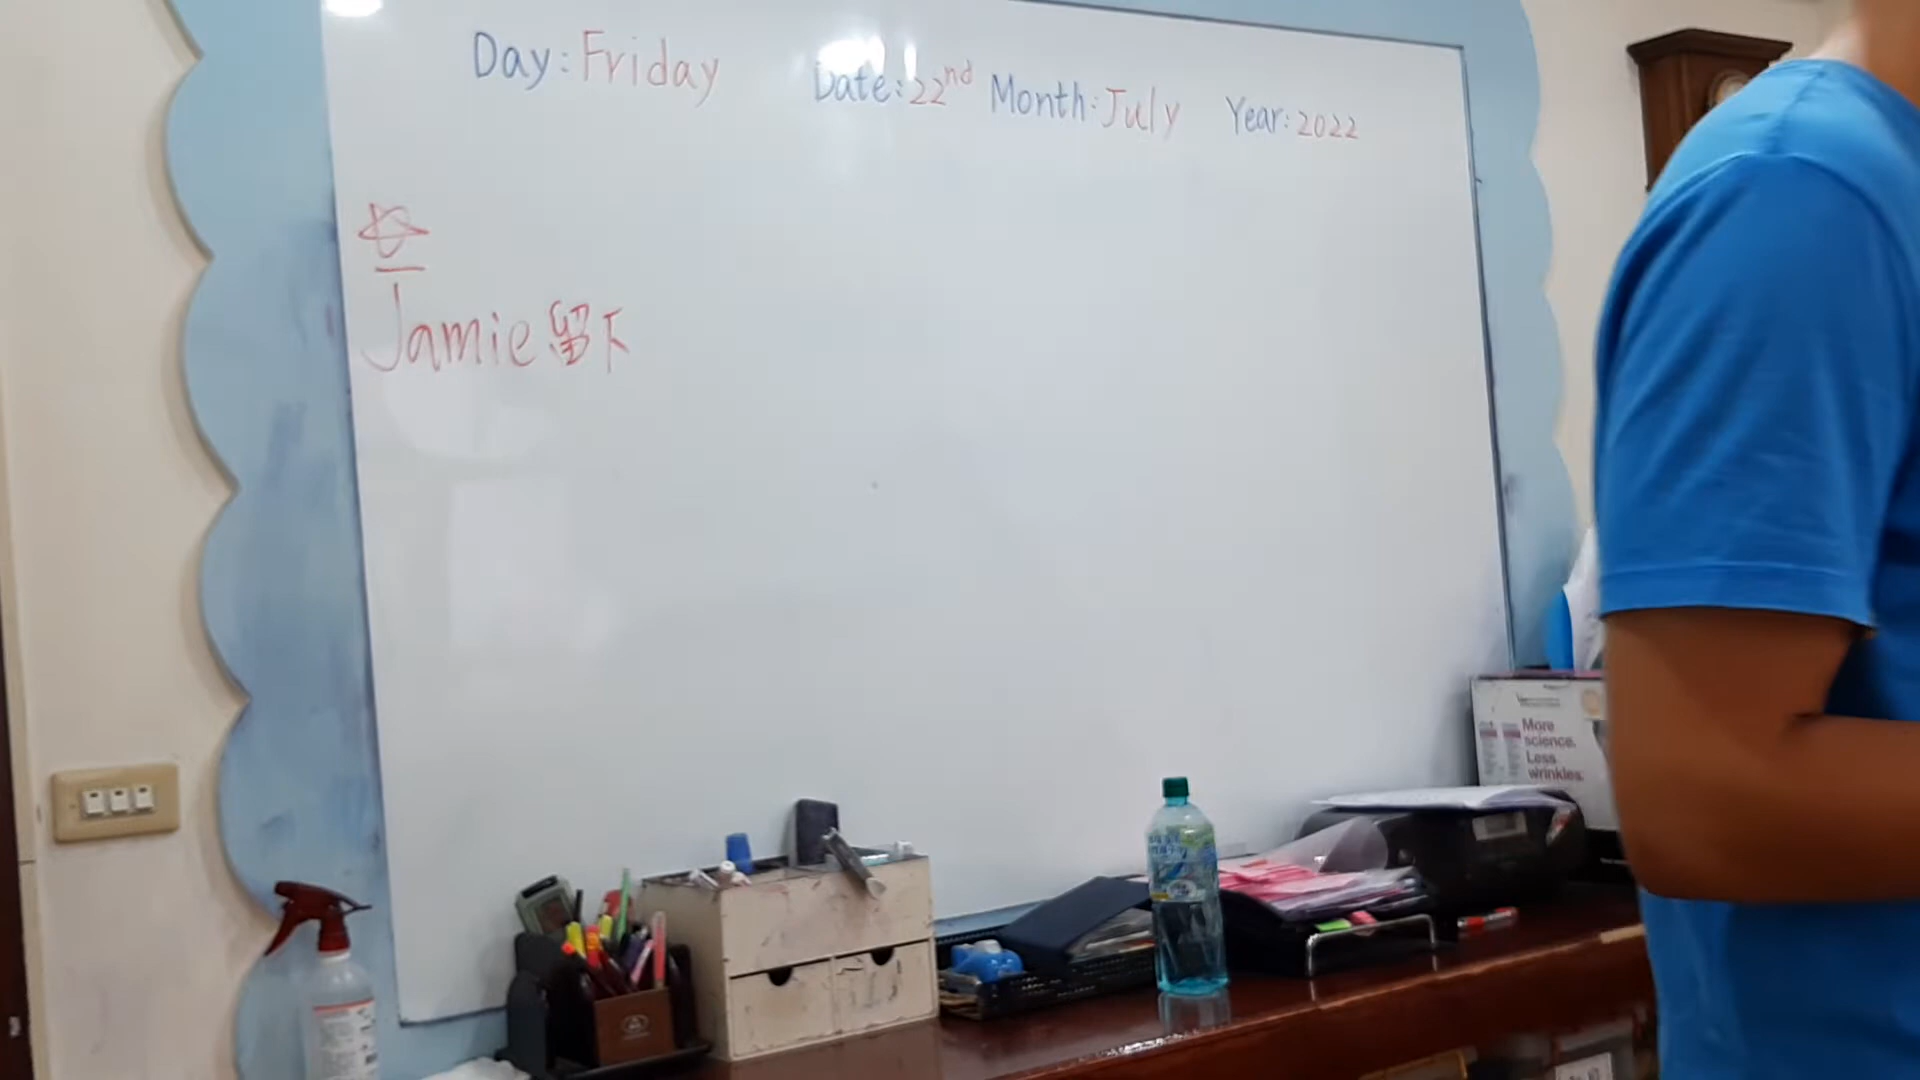 Day: Friday Date: 22nd Month: July Year: 2022
Jamie 留下
More
science.
Less
wrinkles.